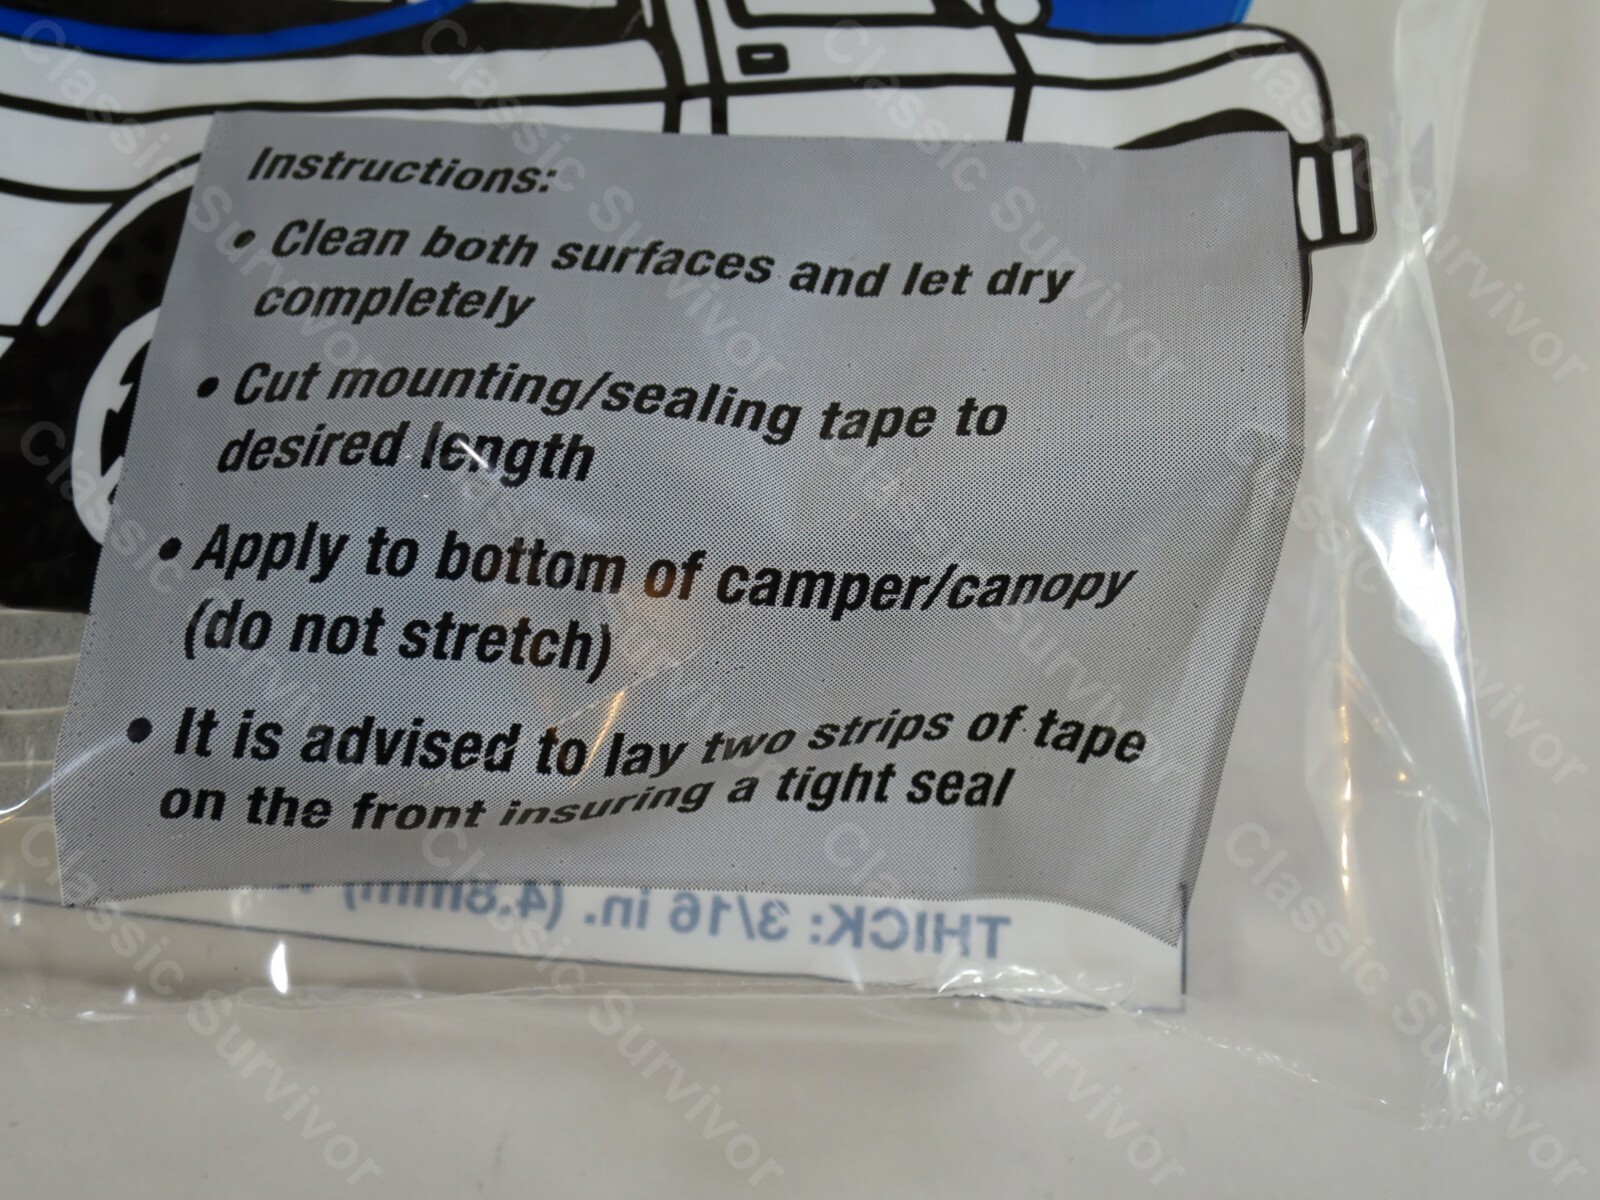 Instructions:
• Clean both surfaces and let dry
completely
• Cut mounting/sealing tape to
desired length
• Apply to bottom of camper/canopy
(do not stretch)
• It is advised to lay two strips of tape
on the front insuring a tight seal
THICK: 3/16 in. (4.8mm)
Classic Survivor